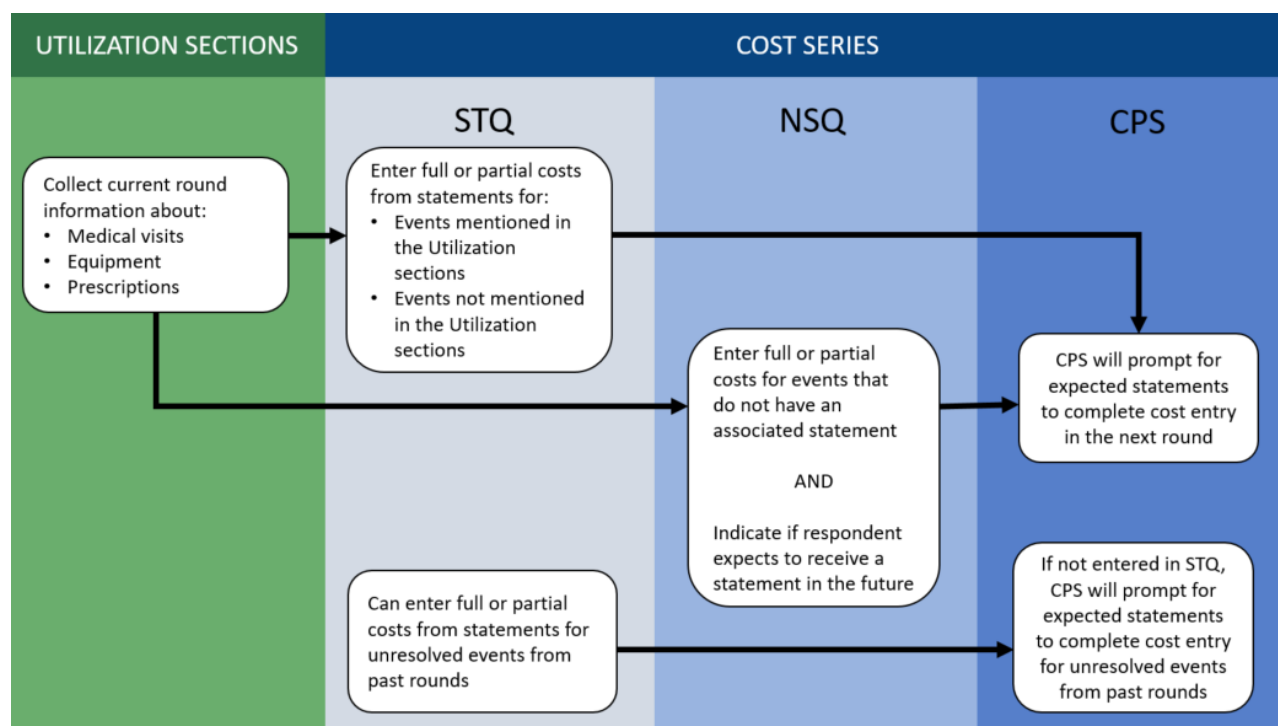 UTILIZATION SECTIONS
COST SERIES
STQ
NSQ
CPS
Collect current round
information about:
• Medical visits
• Equipment
• Prescriptions
Enter full or partial costs
from statements for:
• Events mentioned in
the Utilization
sections
• Events not mentioned
in the Utilization
sections
Enter full or partial
costs for events that
do not have an
associated statement
AND
Indicate if respondent
expects to receive a
statement in the future
CPS will prompt for
expected statements
to complete cost entry
in the next round
Can enter full or partial
costs from statements for
unresolved events from
past rounds
If not entered in STQ,
CPS will prompt for
expected statements
to complete cost entry
for unresolved events
from past rounds